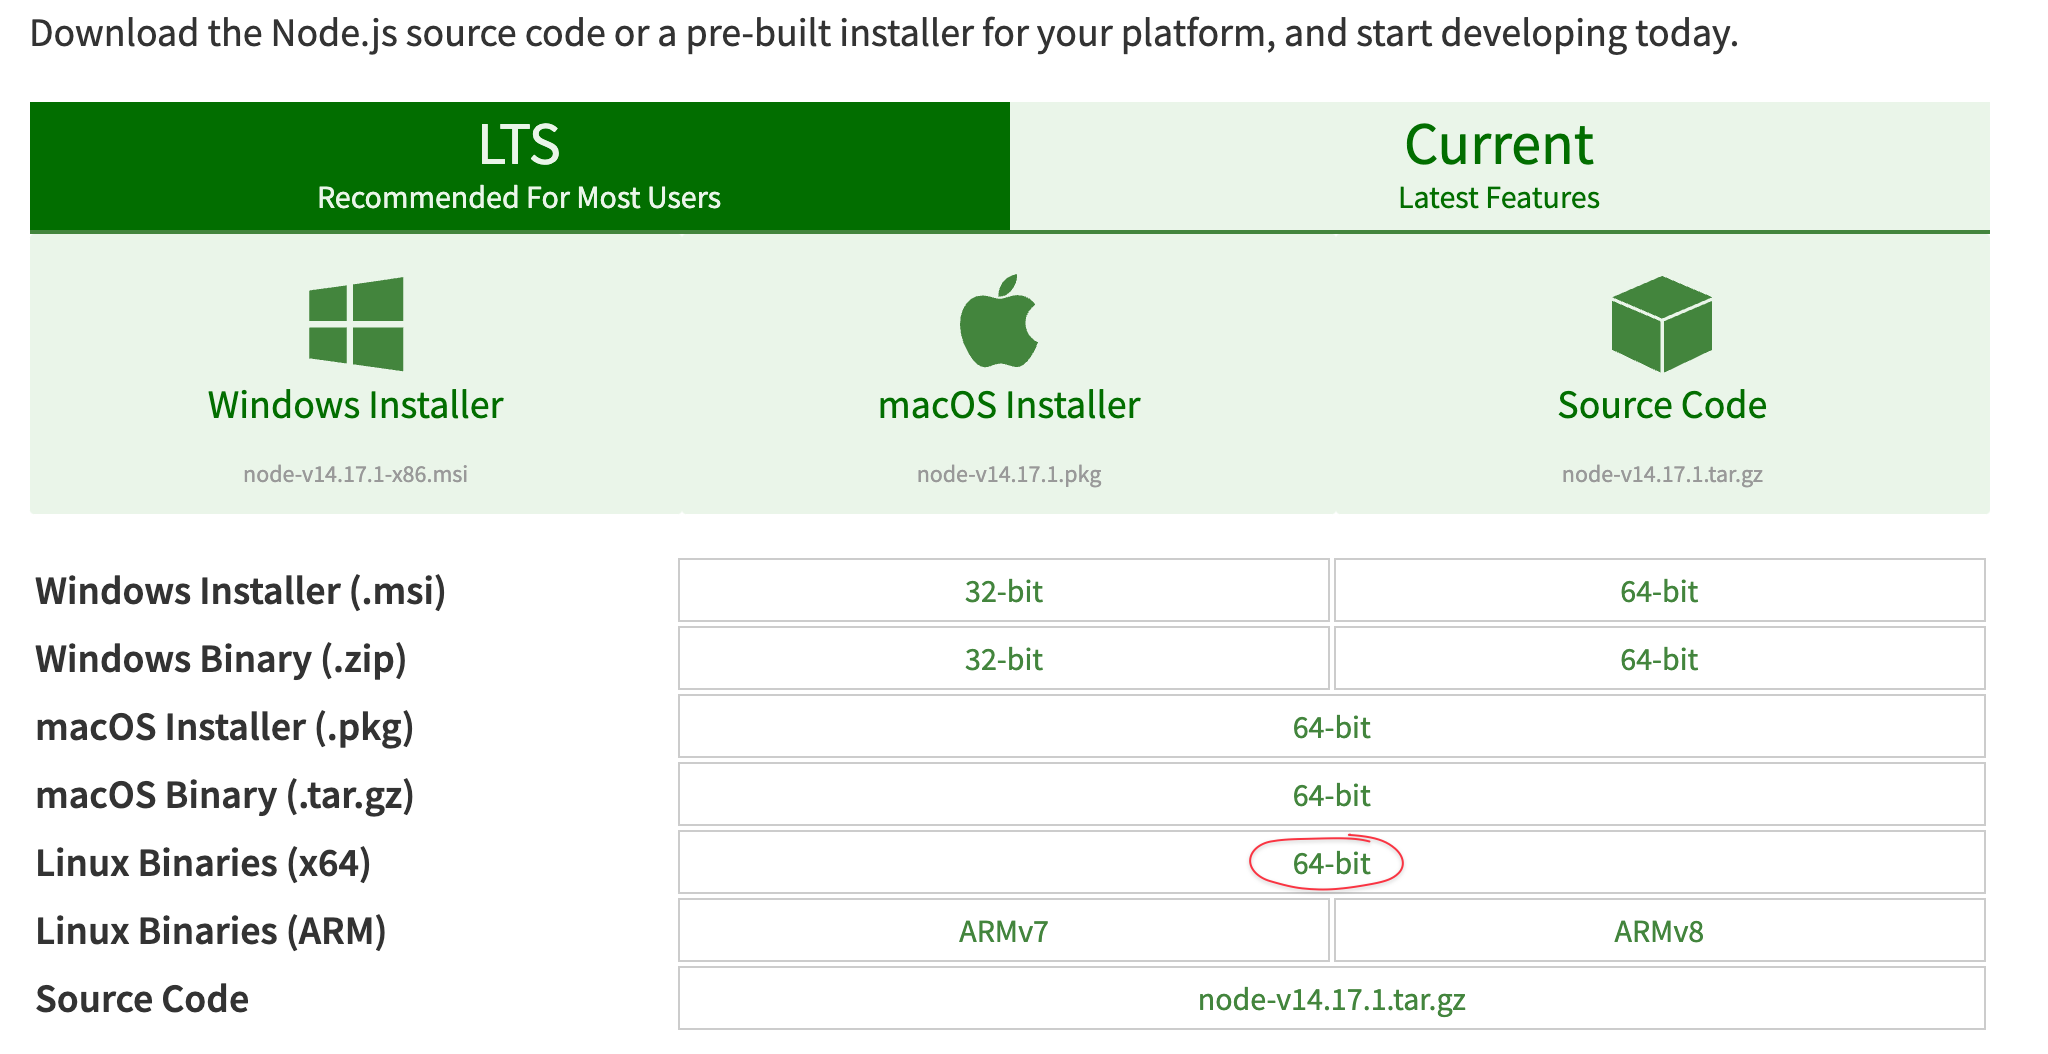 Download the Node.js source code or a pre-built installer for your platform, and start developing today.
LTS
Recommended For Most Users
Current
Latest Features
Windows Installer
node-v14.17.1-x86.msi
macOS Installer
node-v14.17.1.pkg
Source Code
node-v14.17.1.tar.gz
Windows Installer (.msi) 32-bit 64-bit
Windows Binary (.zip) 32-bit 64-bit
macOS Installer (.pkg) 64-bit
macOS Binary (.tar.gz) 64-bit
Linux Binaries (x64) 64-bit
Linux Binaries (ARM) ARMv7 ARMv8
Source Code node-v14.17.1.tar.gz